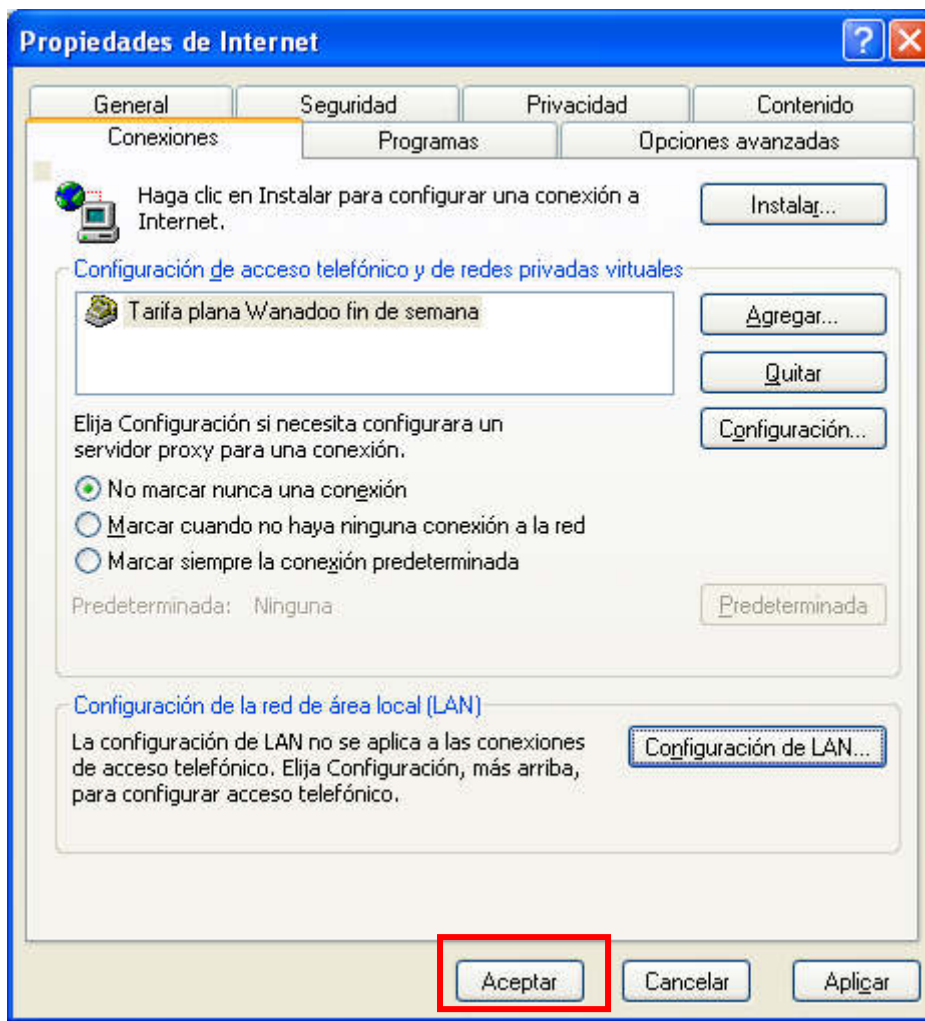 Propiedades de Internet
General Seguridad Privacidad Contenido
Conexiones Programas Opciones avanzadas
Haga clic en Instalar para configurar una conexión a
Internet.
Instalar...
Configuración de acceso telefónico y de redes privadas virtuales
Tarifa plana Wanadoo fin de semana
Agregar...
Quitar
Elija Configuración si necesita configurara un
servidor proxy para una conexión.
Configuración...
No marcar nunca una conexión
Marcar cuando no haya ninguna conexión a la red
Marcar siempre la conexión predeterminada
Predeterminada: Ninguna
Predeterminada
Configuración de la red de área local (LAN)
La configuración de LAN no se aplica a las conexiones
de acceso telefónico. Elija Configuración, más arriba,
para configurar acceso telefónico.
Configuración de LAN...
Aceptar Cancelar Aplicar